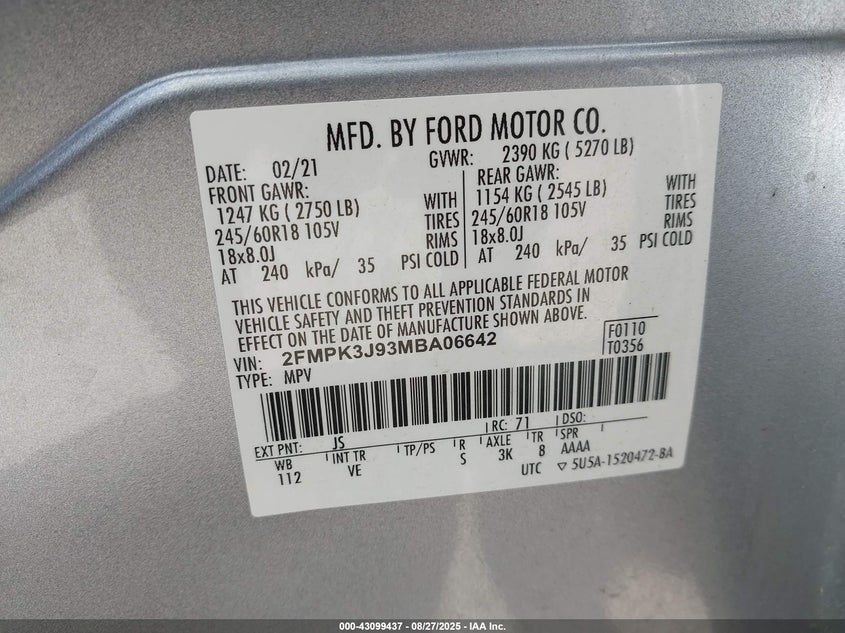 MFD. BY FORD MOTOR CO.
DATE: 02/21 GVWR: 2390 KG ( 5270 LB)
FRONT GAWR: REAR GAWR:
1247 KG ( 2750 LB) WITH 1154 KG ( 2545 LB) WITH
245/60R18 105V TIRES 245/60R18 105V TIRES
18x8.0J RIMS 18x8.0J RIMS
AT 240 kPa/ 35 PSI COLD AT 240 kPa/ 35 PSI COLD
THIS VEHICLE CONFORMS TO ALL APPLICABLE FEDERAL MOTOR
VEHICLE SAFETY AND THEFT PREVENTION STANDARDS IN
EFFECT ON THE DATE OF MANUFACTURE SHOWN ABOVE.
VIN: 2FMPK3J93MBA06642 F0110
TYPE: MPV T0356
EXT PNT: JS RC: 71 DSO:
WB INT TR TP/PS R AXLE TR SPR
112 VE S 3K 8 AAAA
UTC ▽ 5U5A-1520472-BA
000-43099437 | 08/27/2025 - IAA Inc.